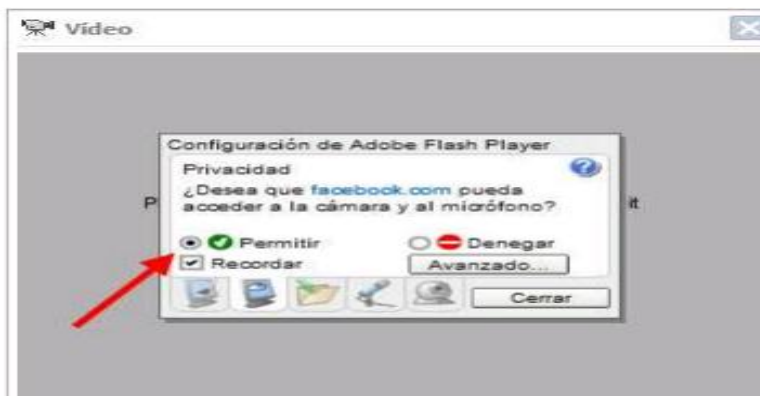 Vídeo
Configuración de Adobe Flash Player
Privacidad
¿Desea que facebook.com pueda
acceder a la cámara y al micrófono?
Permitir
Denegar
Recordar
Avanzado...
Cerrar